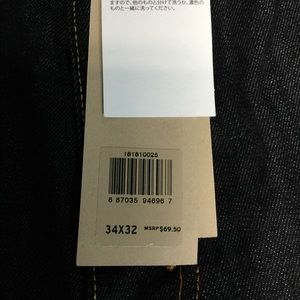 ますので、他のものと分けて洗うか、濃色の
ものと一緒に洗ってください。
181810025
8 87035 94696 7
34X32 MSRP $69.50